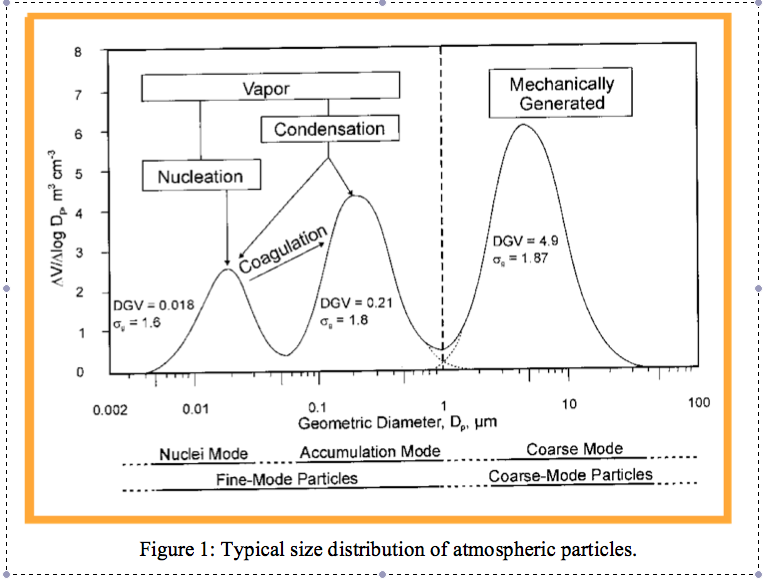 8
7
6
5
4
3
2
1
0
ΔV/Δlog Dₚ m³ cm⁻³
Vapor
Condensation
Nucleation
Coagulation
Mechanically
Generated
DGV = 0.018
σg = 1.6
DGV = 0.21
σg = 1.8
DGV = 4.9
σg = 1.87
0.002
0.01
0.1
1
10
100
Geometric Diameter, Dₚ, μm
Nuclei Mode
Accumulation Mode
Coarse Mode
Fine-Mode Particles
Coarse-Mode Particles
Figure 1: Typical size distribution of atmospheric particles.